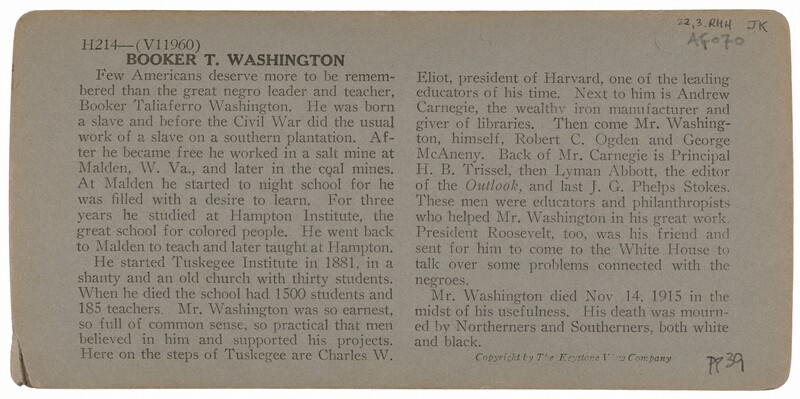 22,3.RHH JK
AF070
H214—(V11960)
BOOKER T. WASHINGTON
Few Americans deserve more to be remem-
bered than the great negro leader and teacher,
Booker Taliaferro Washington. He was born
a slave and before the Civil War did the usual
work of a slave on a southern plantation. Af-
ter he became free he worked in a salt mine at
Malden, W. Va., and later in the coal mines.
At Malden he started to night school for he
was filled with a desire to learn. For three
years he studied at Hampton Institute, the
great school for colored people. He went back
to Malden to teach and later taught at Hampton.
He started Tuskegee Institute in 1881, in a
shanty and an old church with thirty students.
When he died the school had 1500 students and
185 teachers. Mr. Washington was so earnest,
so full of common sense, so practical that men
believed in him and supported his projects.
Here on the steps of Tuskegee are Charles W.
Eliot, president of Harvard, one of the leading
educators of his time. Next to him is Andrew
Carnegie, the wealthy iron manufacturer and
giver of libraries. Then come Mr. Washing-
ton, himself, Robert C. Ogden and George
McAneny. Back of Mr. Carnegie is Principal
H. B. Trissel, then Lyman Abbott, the editor
of the Outlook, and last J. G. Phelps Stokes.
These men were educators and philanthropists
who helped Mr. Washington in his great work.
President Roosevelt, too, was his friend and
sent for him to come to the White House to
talk over some problems connected with the
negroes.
Mr. Washington died Nov. 14, 1915 in the
midst of his usefulness. His death was mourn-
ed by Northerners and Southerners, both white
and black.
Copyright by The Keystone View Company
PP39